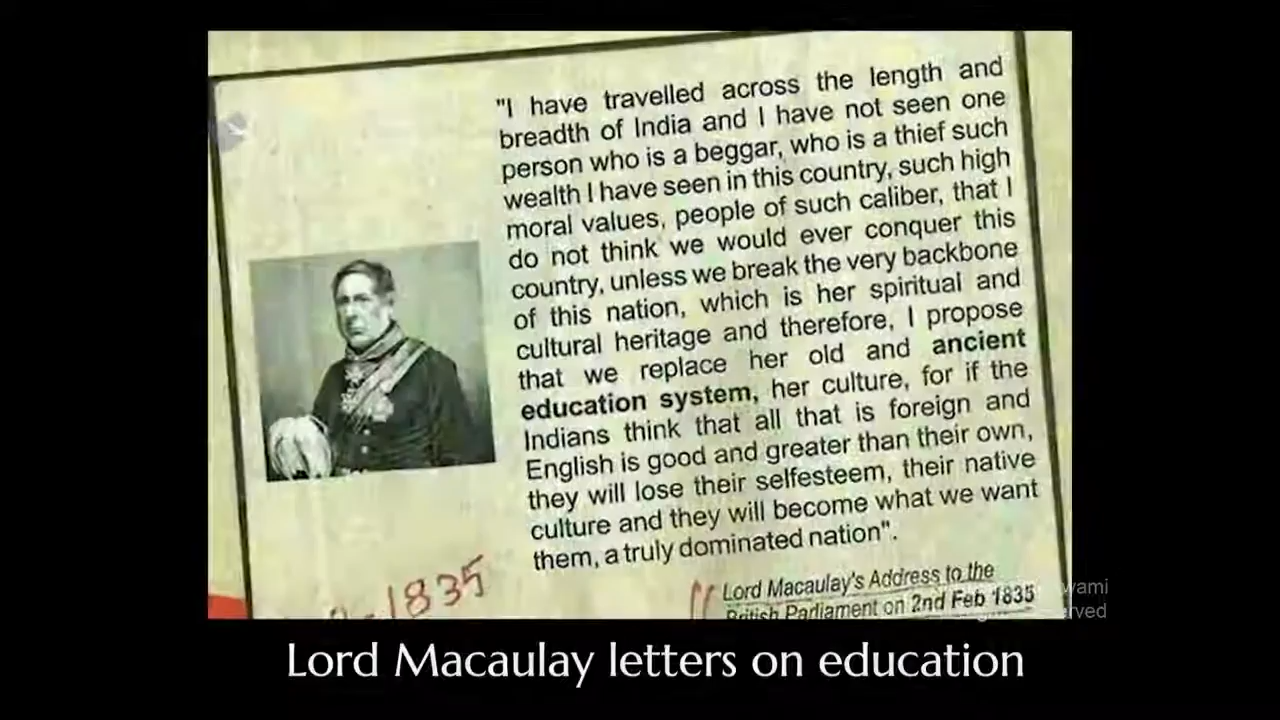 "I have travelled across the length and
breadth of India and I have not seen one
person who is a beggar, who is a thief such
wealth I have seen in this country, such high
moral values, people of such caliber, that I
do not think we would ever conquer this
country, unless we break the very backbone
of this nation, which is her spiritual and
cultural heritage and therefore, I propose
that we replace her old and ancient
education system, her culture, for if the
Indians think that all that is foreign and
English is good and greater than their own,
they will lose their selfesteem, their native
culture and they will become what we want
them, a truly dominated nation".
1835
Lord Macaulay's Address to the
British Parliament on 2nd Feb 1835
Lord Macaulay letters on education